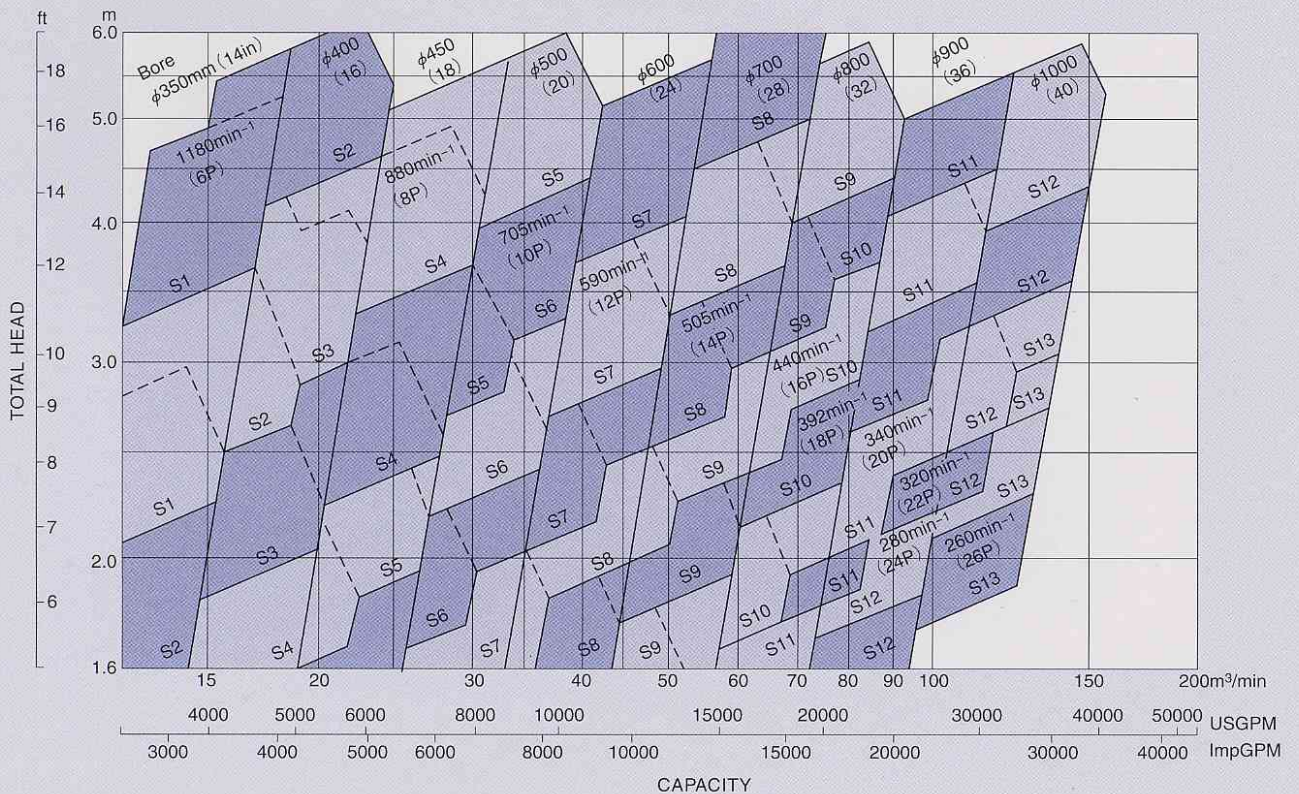 ft
m
TOTAL HEAD
18
16
14
12
10
9
8
7
6
6.0
5.0
4.0
3.0
2.0
1.6
Bore
φ350mm (14in)
φ400
(16)
φ450
(18)
φ500
(20)
φ600
(24)
φ700
(28)
φ800
(32)
φ900
(36)
φ1000
(40)
1180min⁻¹
(6P)
880min⁻¹
(8P)
705min⁻¹
(10P)
590min⁻¹
(12P)
505min⁻¹
(14P)
440min⁻¹
(16P)
392min⁻¹
(18P)
340min⁻¹
(20P)
320min⁻¹
(22P)
280min⁻¹
(24P)
260min⁻¹
(26P)
S2
S8
S5
S9
S11
S12
S1
S4
S7
S10
S3
S6
S8
S11
S12
S5
S7
S9
S10
S13
S2
S8
S11
S12
S13
S1
S4
S6
S9
S10
S12
S13
S3
S5
S7
S8
S11
S6
S9
S11
S12
S13
S2
S4
S7
S8
S9
S10
S11
S12
15 20 30 40 50 60 70 80 90 100 150 200m³/min
4000 5000 6000 8000 10000 15000 20000 30000 40000 50000 USGPM
3000 4000 5000 6000 8000 10000 15000 20000 30000 40000 ImpGPM
CAPACITY